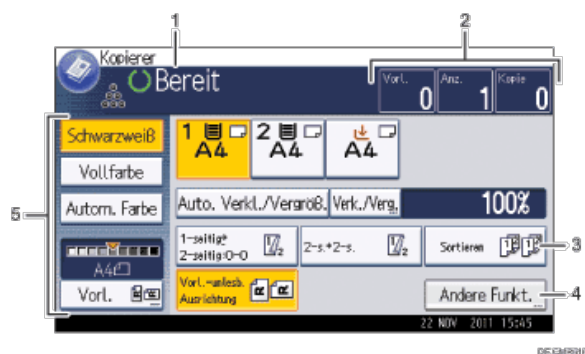 1
2
Kopierer
Bereit
Vorl. 0 Anz. 1 Kopie 0
Schwarzweiß
Vollfarbe
Autom. Farbe
1 A4
2 A4
A4
Auto. Verkl./Vergröß. Verk./Verg. 100%
1-seitig→
2-seitig:O-O
2-s.→2-s.
Sortieren
3
5
A4
Vorl.
Vorl.-unlesb.
Ausrichtung
Andere Funkt.
4
22 NOV 2011 15:45